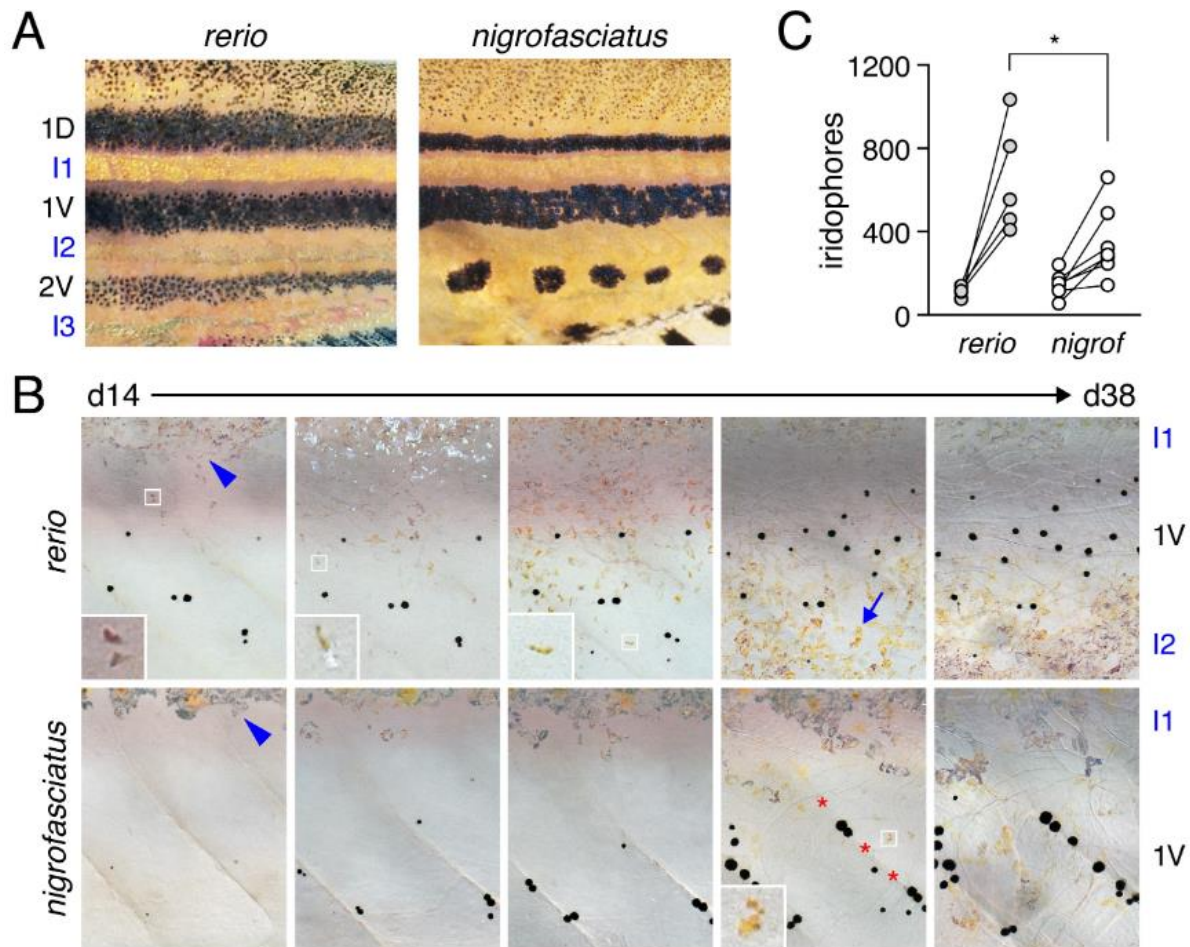 A
rerio
nigrofasciatus
1D
I1
1V
I2
2V
I3
C
*
1200
800
400
0
iridophores
rerio
nigrof
B
d14
d38
rerio
I1
1V
I2
nigrofasciatus
*
*
*
I1
1V